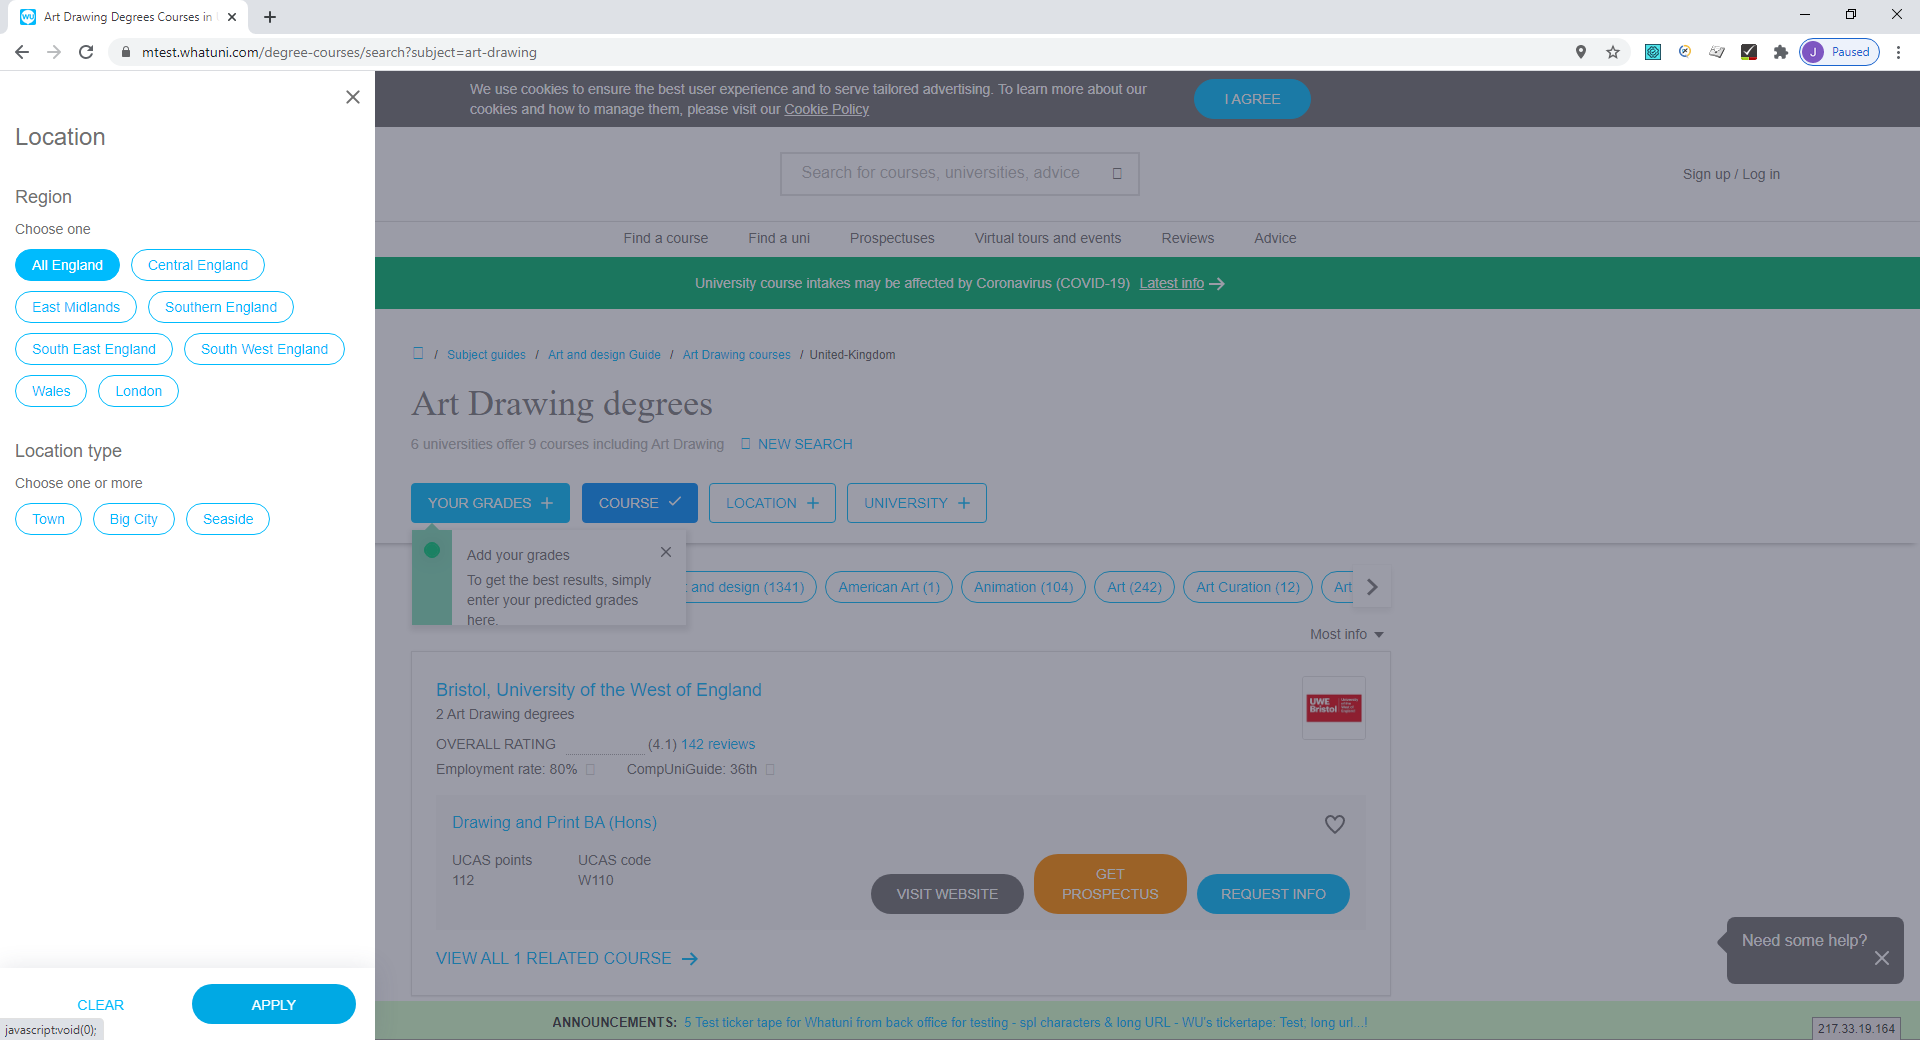 Art Drawing Degrees Courses in
mtest.whatuni.com/degree-courses/search?subject=art-drawing
J Paused
We use cookies to ensure the best user experience and to serve tailored advertising. To learn more about our
cookies and how to manage them, please visit our Cookie Policy
I AGREE
Location
Search for courses, universities, advice
Sign up / Log in
Region
Choose one
Find a course Find a uni Prospectuses Virtual tours and events Reviews Advice
All England Central England
University course intakes may be affected by Coronavirus (COVID-19) Latest info
East Midlands Southern England
South East England South West England
Wales London
/ Subject guides / Art and design Guide / Art Drawing courses / United-Kingdom
Art Drawing degrees
6 universities offer 9 courses including Art Drawing NEW SEARCH
Location type
Choose one or more
Town Big City Seaside
YOUR GRADES COURSE LOCATION UNIVERSITY
Add your grades
To get the best results, simply
enter your predicted grades
here.
and design (1341) American Art (1) Animation (104) Art (242) Art Curation (12) Art
Most info
Bristol, University of the West of England
2 Art Drawing degrees
OVERALL RATING (4.1) 142 reviews
Employment rate: 80% CompUniGuide: 36th
UWE
Bristol
Drawing and Print BA (Hons)
UCAS points UCAS code
112 W110
VISIT WEBSITE
GET
PROSPECTUS
REQUEST INFO
VIEW ALL 1 RELATED COURSE
Need some help?
CLEAR APPLY
javascript:void(0);
ANNOUNCEMENTS: 5 Test ticker tape for Whatuni from back office for testing - spl characters & long URL - WU's tickertape: Test; long url...!
217.33.19.164